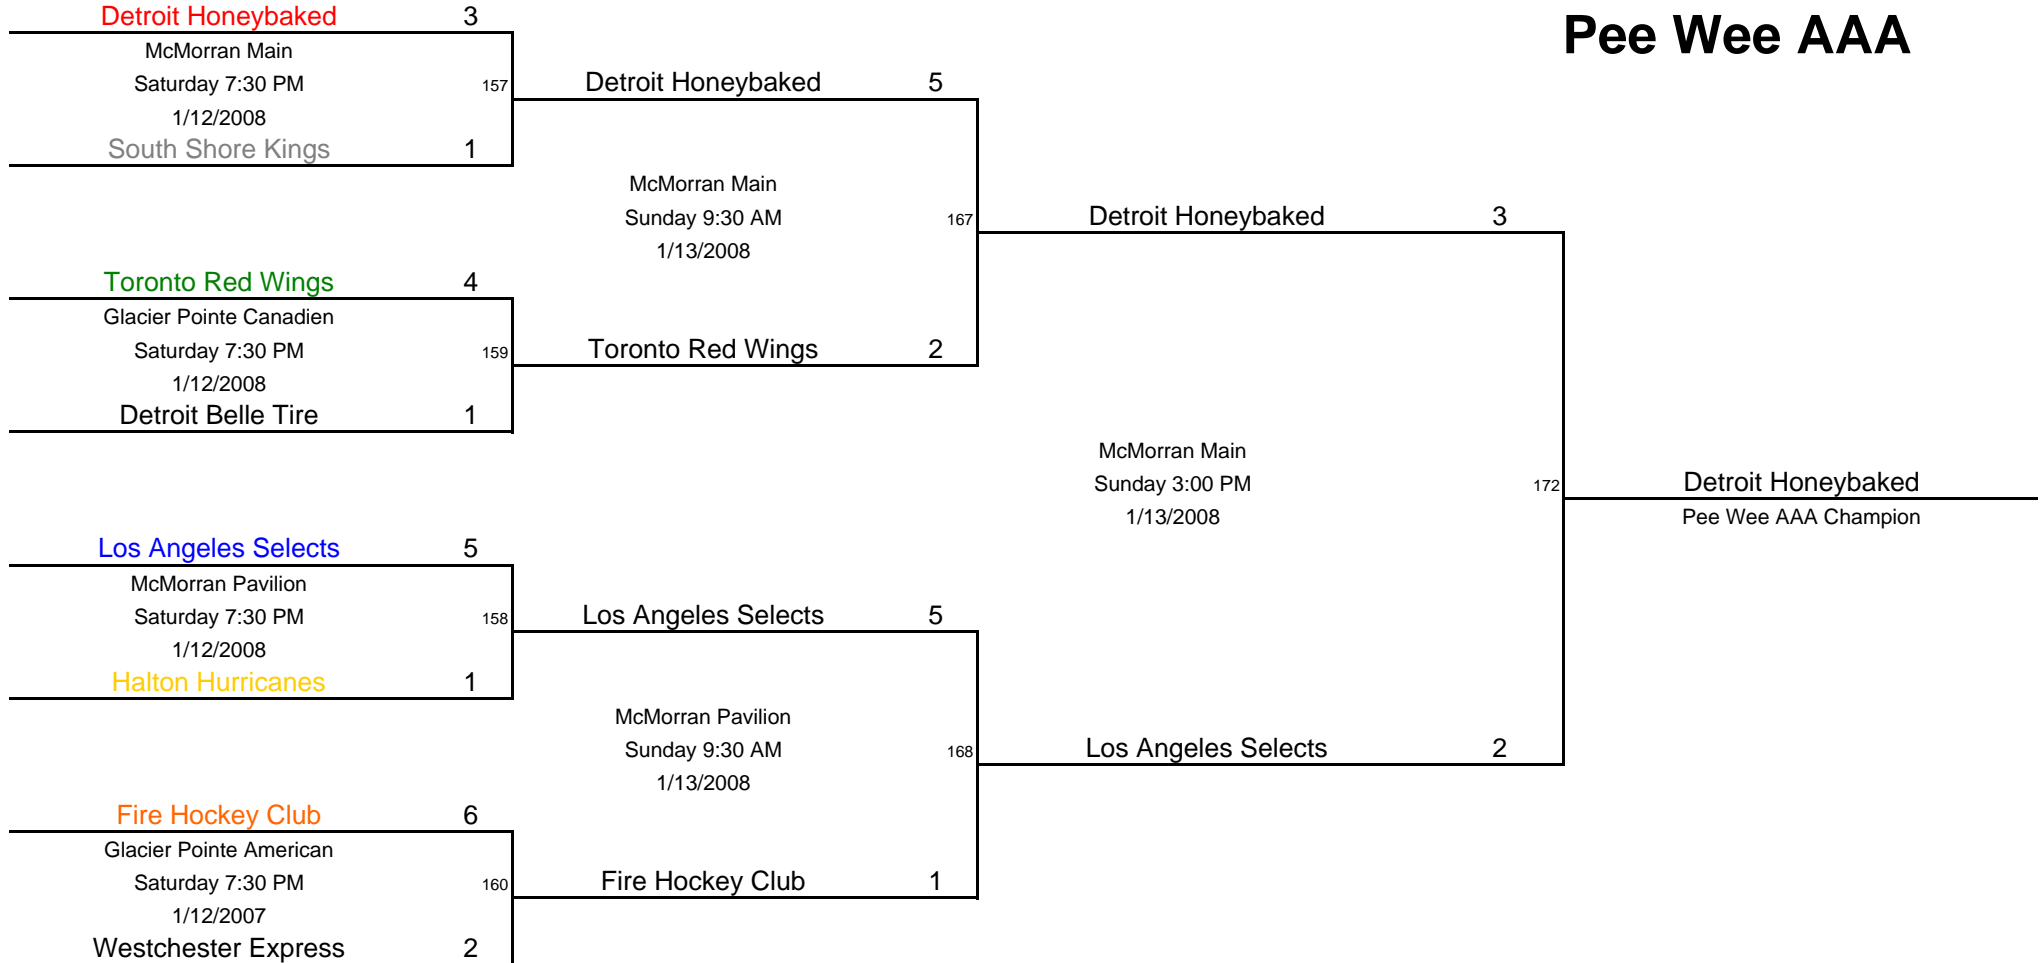 Pee Wee AAA
Detroit Honeybaked 3
McMorran Main
Saturday 7:30 PM 157
1/12/2008
South Shore Kings 1
Detroit Honeybaked 5
McMorran Main
Sunday 9:30 AM 167
1/13/2008
Toronto Red Wings 4
Glacier Pointe Canadien
Saturday 7:30 PM 159
1/12/2008
Detroit Belle Tire 1
Toronto Red Wings 2
Detroit Honeybaked 3
McMorran Main
Sunday 3:00 PM 172
1/13/2008
Los Angeles Selects 5
McMorran Pavilion
Saturday 7:30 PM 158
1/12/2008
Halton Hurricanes 1
Los Angeles Selects 5
McMorran Pavilion
Sunday 9:30 AM 168
1/13/2008
Fire Hockey Club 6
Glacier Pointe American
Saturday 7:30 PM 160
1/12/2007
Westchester Express 2
Fire Hockey Club 1
Los Angeles Selects 2
Detroit Honeybaked
Pee Wee AAA Champion